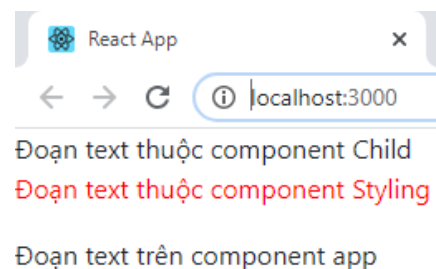 React App
localhost:3000
Đoạn text thuộc component Child
Đoạn text thuộc component Styling
Đoạn text trên component app